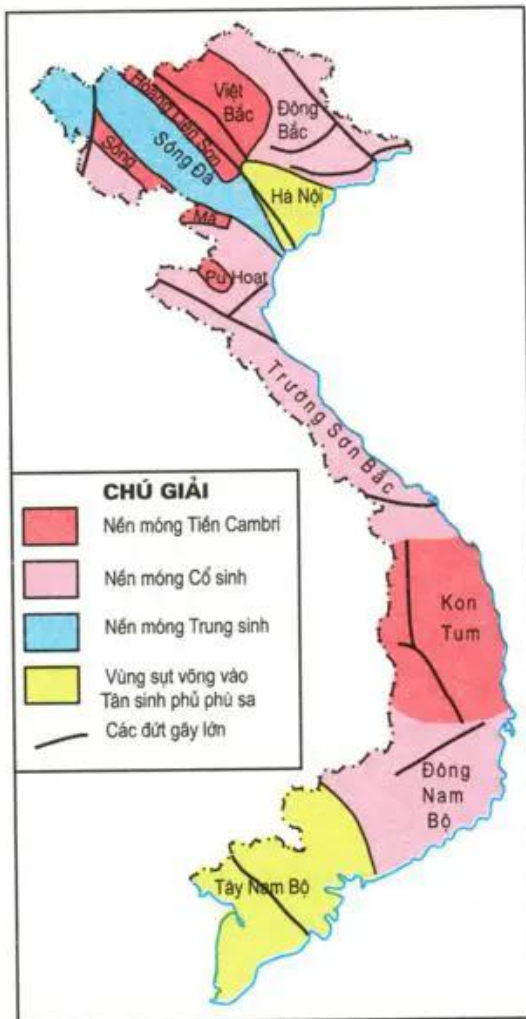 Hoàng Liên Sơn
Việt
Bắc
Đông
Bắc
Sông Đà
Sông
Mã
Hà Nội
Pu Hoạt
Trường Sơn Bắc
Kon
Tum
Đông
Nam
Bộ
Tây Nam Bộ
CHÚ GIẢI
Nền móng Tiền Cambri
Nền móng Cổ sinh
Nền móng Trung sinh
Vùng sụt võng vào
Tân sinh phủ phù sa
Các đứt gãy lớn